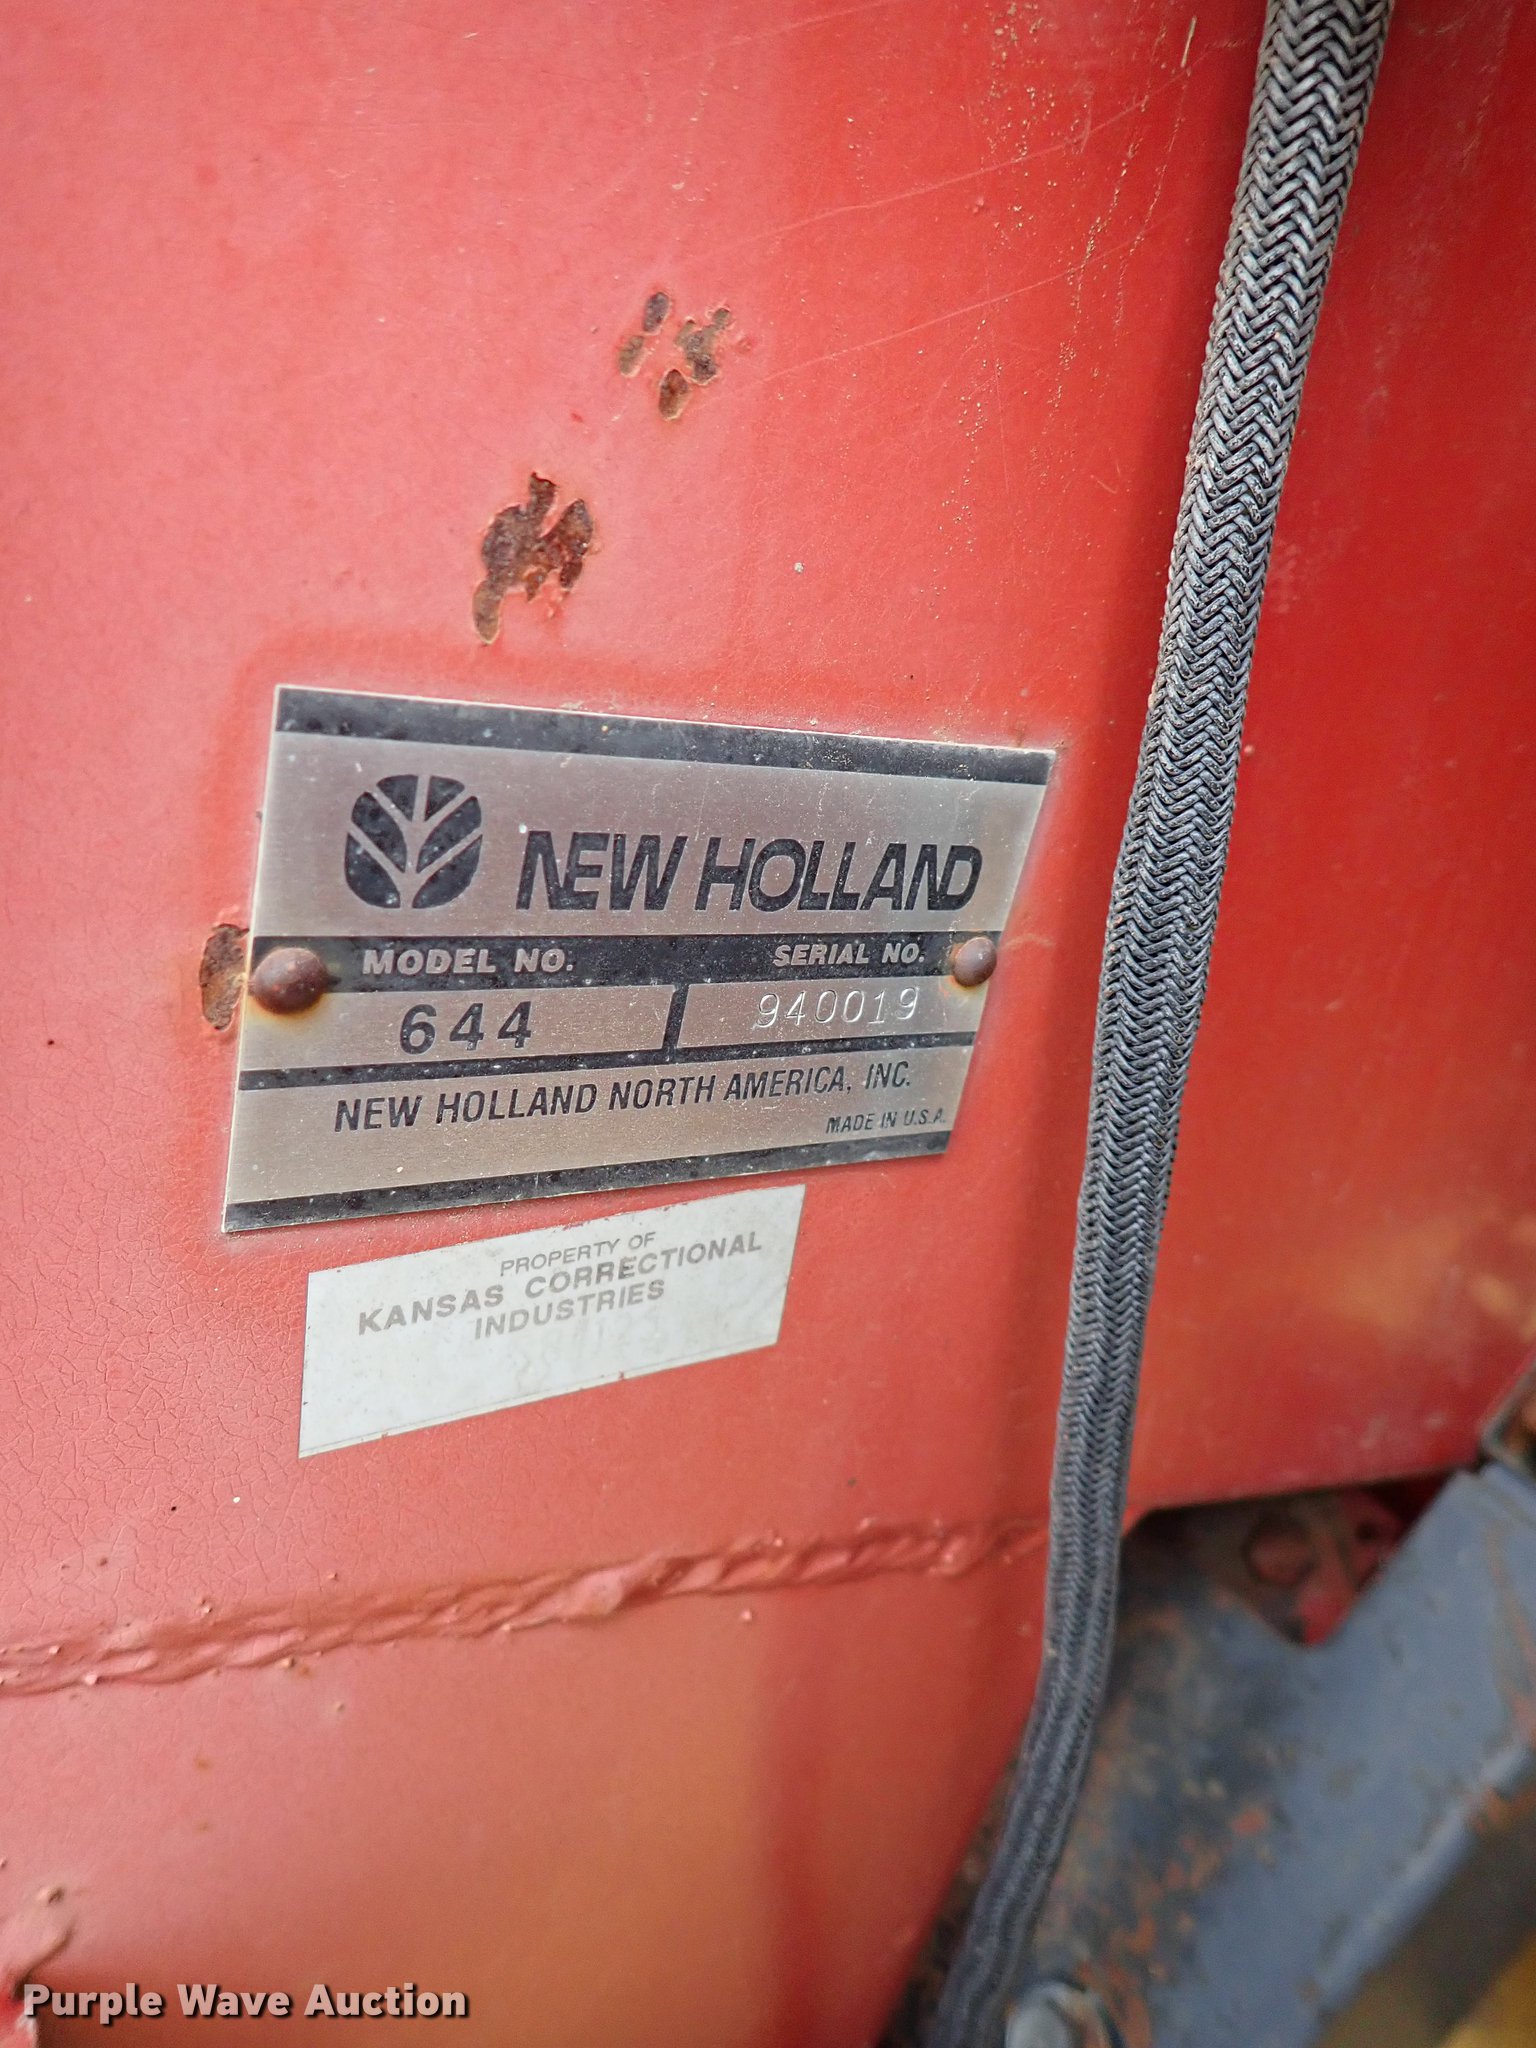 NEW HOLLAND
MODEL NO. SERIAL NO.
644 940019
NEW HOLLAND NORTH AMERICA, INC.
MADE IN U.S.A.
PROPERTY OF
KANSAS CORRECTIONAL
INDUSTRIES
Purple Wave Auction